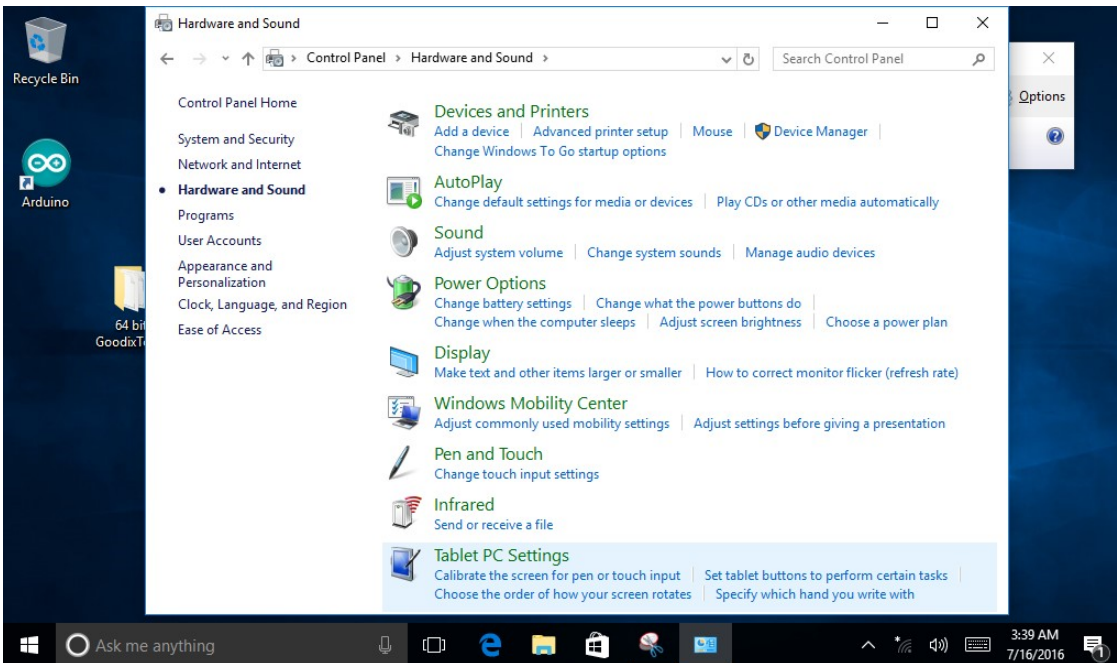 Recycle Bin
Arduino
64 bit
GoodixT
Hardware and Sound
Control Panel > Hardware and Sound >
Search Control Panel
Control Panel Home
System and Security
Network and Internet
Hardware and Sound
Programs
User Accounts
Appearance and
Personalization
Clock, Language, and Region
Ease of Access
Devices and Printers
Add a device | Advanced printer setup | Mouse | Device Manager |
Change Windows To Go startup options
AutoPlay
Change default settings for media or devices | Play CDs or other media automatically
Sound
Adjust system volume | Change system sounds | Manage audio devices
Power Options
Change battery settings | Change what the power buttons do |
Change when the computer sleeps | Adjust screen brightness | Choose a power plan
Display
Make text and other items larger or smaller | How to correct monitor flicker (refresh rate)
Windows Mobility Center
Adjust commonly used mobility settings | Adjust settings before giving a presentation
Pen and Touch
Change touch input settings
Infrared
Send or receive a file
Tablet PC Settings
Calibrate the screen for pen or touch input | Set tablet buttons to perform certain tasks |
Choose the order of how your screen rotates | Specify which hand you write with
Options
Ask me anything
3:39 AM
7/16/2016
1